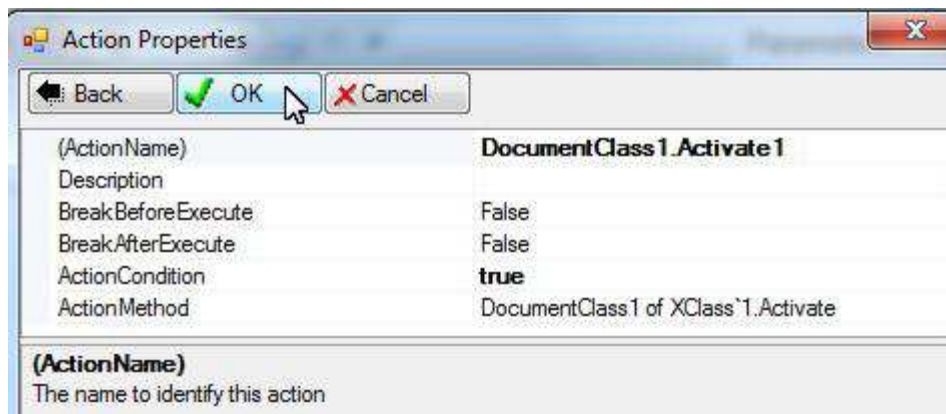 Action Properties
Back OK Cancel
(ActionName) DocumentClass1.Activate1
Description
BreakBeforeExecute False
BreakAfterExecute False
ActionCondition true
ActionMethod DocumentClass1 of XClass`1.Activate
(ActionName)
The name to identify this action